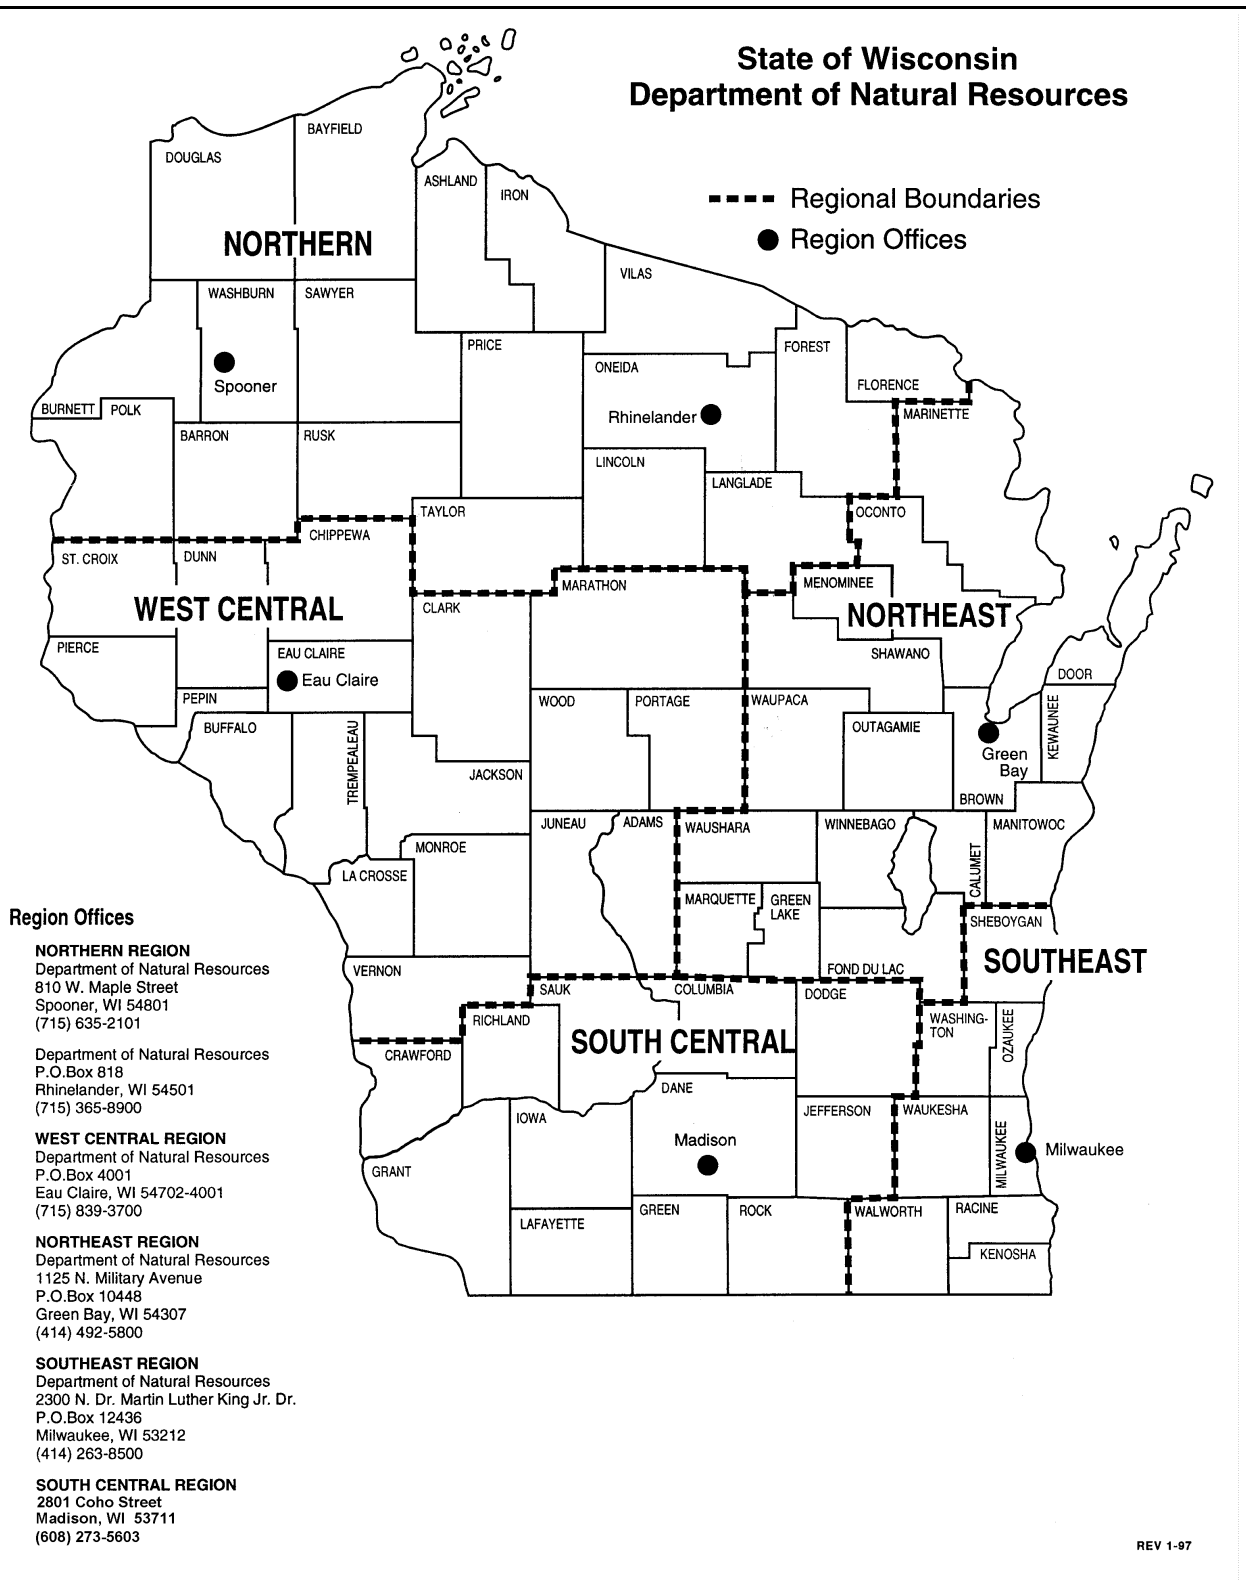 State of Wisconsin
Department of Natural Resources
Regional Boundaries
Region Offices
BAYFIELD
DOUGLAS
ASHLAND
IRON
NORTHERN
VILAS
WASHBURN
SAWYER
PRICE
FOREST
ONEIDA
Spooner
FLORENCE
BURNETT
POLK
Rhinelander
MARINETTE
BARRON
RUSK
LINCOLN
LANGLADE
TAYLOR
OCONTO
CHIPPEWA
ST. CROIX
DUNN
MARATHON
MENOMINEE
WEST CENTRAL
CLARK
NORTHEAST
PIERCE
EAU CLAIRE
SHAWANO
Eau Claire
DOOR
PEPIN
WOOD
PORTAGE
WAUPACA
BUFFALO
TREMPEALEAU
OUTAGAMIE
KEWAUNEE
Green
Bay
JACKSON
BROWN
JUNEAU
ADAMS
WAUSHARA
WINNEBAGO
MANITOWOC
MONROE
CALUMET
LA CROSSE
MARQUETTE
GREEN
LAKE
SHEBOYGAN
SOUTHEAST
VERNON
FOND DU LAC
SAUK
COLUMBIA
DODGE
RICHLAND
WASHING-
TON
OZAUKEE
SOUTH CENTRAL
CRAWFORD
DANE
IOWA
JEFFERSON
WAUKESHA
Madison
MILWAUKEE
Milwaukee
GRANT
LAFAYETTE
GREEN
ROCK
WALWORTH
RACINE
KENOSHA
Region Offices
NORTHERN REGION
Department of Natural Resources
810 W. Maple Street
Spooner, WI 54801
(715) 635-2101
Department of Natural Resources
P.O.Box 818
Rhinelander, WI 54501
(715) 365-8900
WEST CENTRAL REGION
Department of Natural Resources
P.O.Box 4001
Eau Claire, WI 54702-4001
(715) 839-3700
NORTHEAST REGION
Department of Natural Resources
1125 N. Military Avenue
P.O.Box 10448
Green Bay, WI 54307
(414) 492-5800
SOUTHEAST REGION
Department of Natural Resources
2300 N. Dr. Martin Luther King Jr. Dr.
P.O.Box 12436
Milwaukee, WI 53212
(414) 263-8500
SOUTH CENTRAL REGION
2801 Coho Street
Madison, WI 53711
(608) 273-5603
REV 1-97